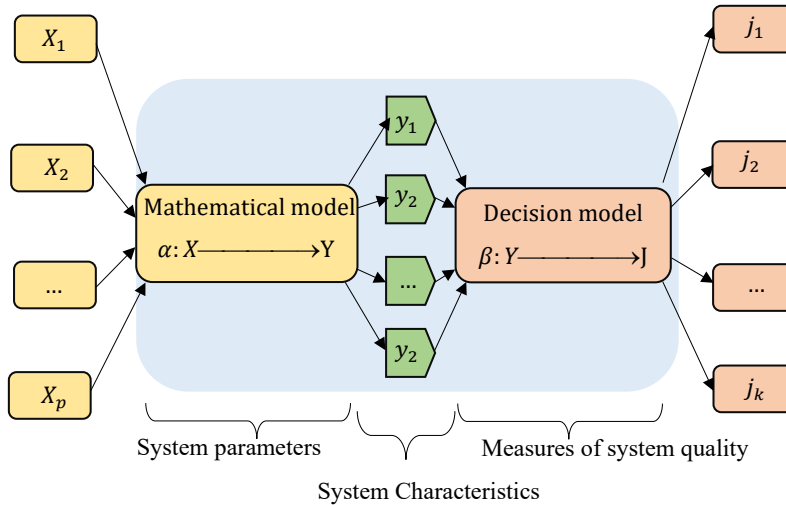 X₁
X₂
...
Xₚ
Mathematical model
α: X ⟶ Y
y₁
y₂
...
y₂
Decision model
β: Y ⟶ J
j₁
j₂
...
jₖ
System parameters
System Characteristics
Measures of system quality